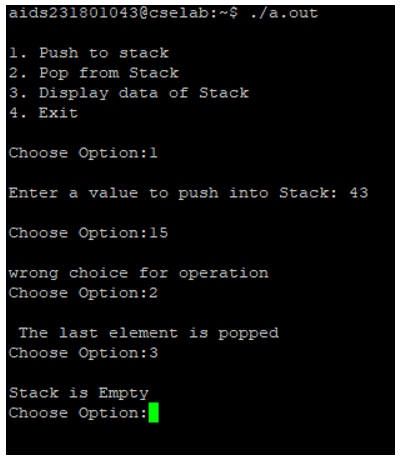 aids231801043@cselab:~$ ./a.out
1. Push to stack
2. Pop from Stack
3. Display data of Stack
4. Exit
Choose Option:1
Enter a value to push into Stack: 43
Choose Option:15
wrong choice for operation
Choose Option:2
The last element is popped
Choose Option:3
Stack is Empty
Choose Option: